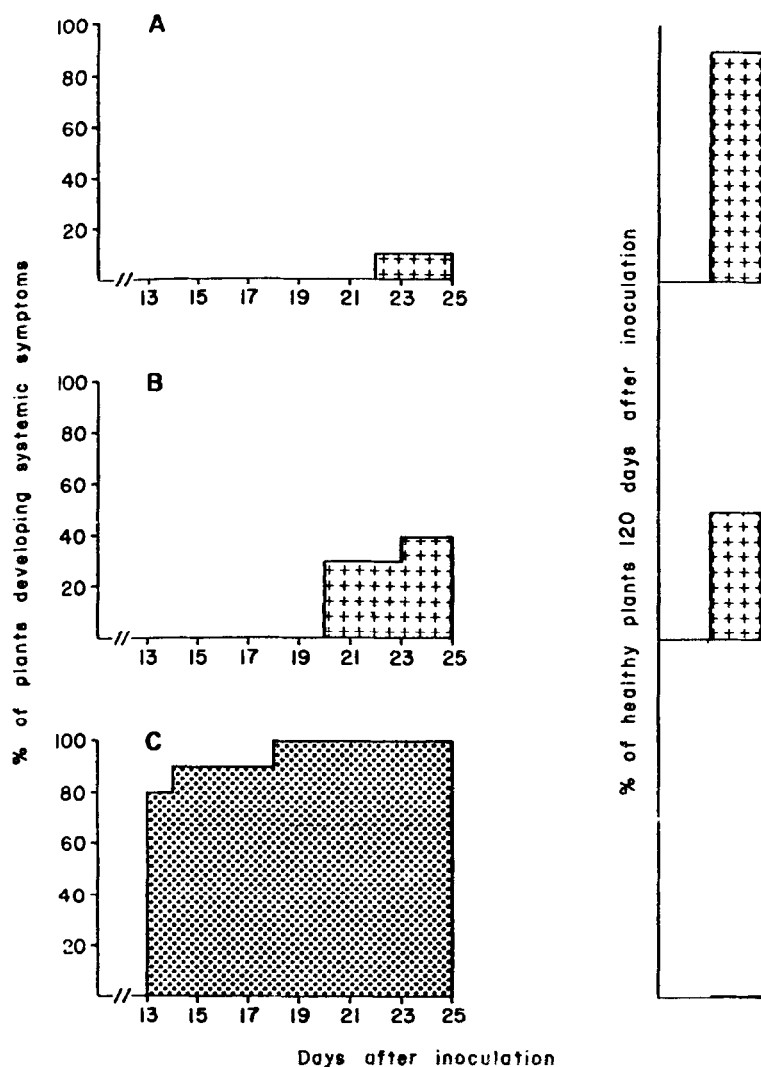 A
100
80
60
40
20
13 15 17 19 21 23 25
B
100
80
60
40
20
13 15 17 19 21 23 25
C
100
80
60
40
20
13 15 17 19 21 23 25
% of plants developing systemic symptoms
Days after inoculation
% of healthy plants 120 days after inoculation